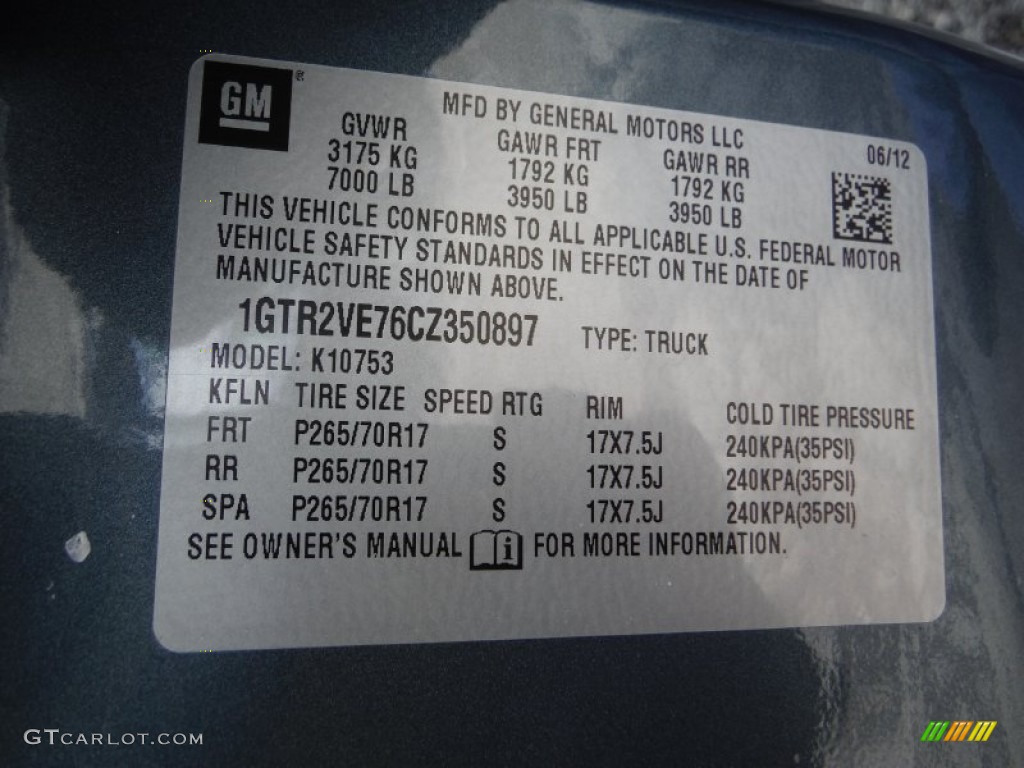 GM ®
MFD BY GENERAL MOTORS LLC
GVWR GAWR FRT GAWR RR 06/12
3175 KG 1792 KG 1792 KG
7000 LB 3950 LB 3950 LB
THIS VEHICLE CONFORMS TO ALL APPLICABLE U.S. FEDERAL MOTOR
VEHICLE SAFETY STANDARDS IN EFFECT ON THE DATE OF
MANUFACTURE SHOWN ABOVE.
1GTR2VE76CZ350897 TYPE: TRUCK
MODEL: K10753
KFLN TIRE SIZE SPEED RTG RIM COLD TIRE PRESSURE
FRT P265/70R17 S 17X7.5J 240KPA(35PSI)
RR P265/70R17 S 17X7.5J 240KPA(35PSI)
SPA P265/70R17 S 17X7.5J 240KPA(35PSI)
SEE OWNER'S MANUAL i FOR MORE INFORMATION.
GTCARLOT.COM